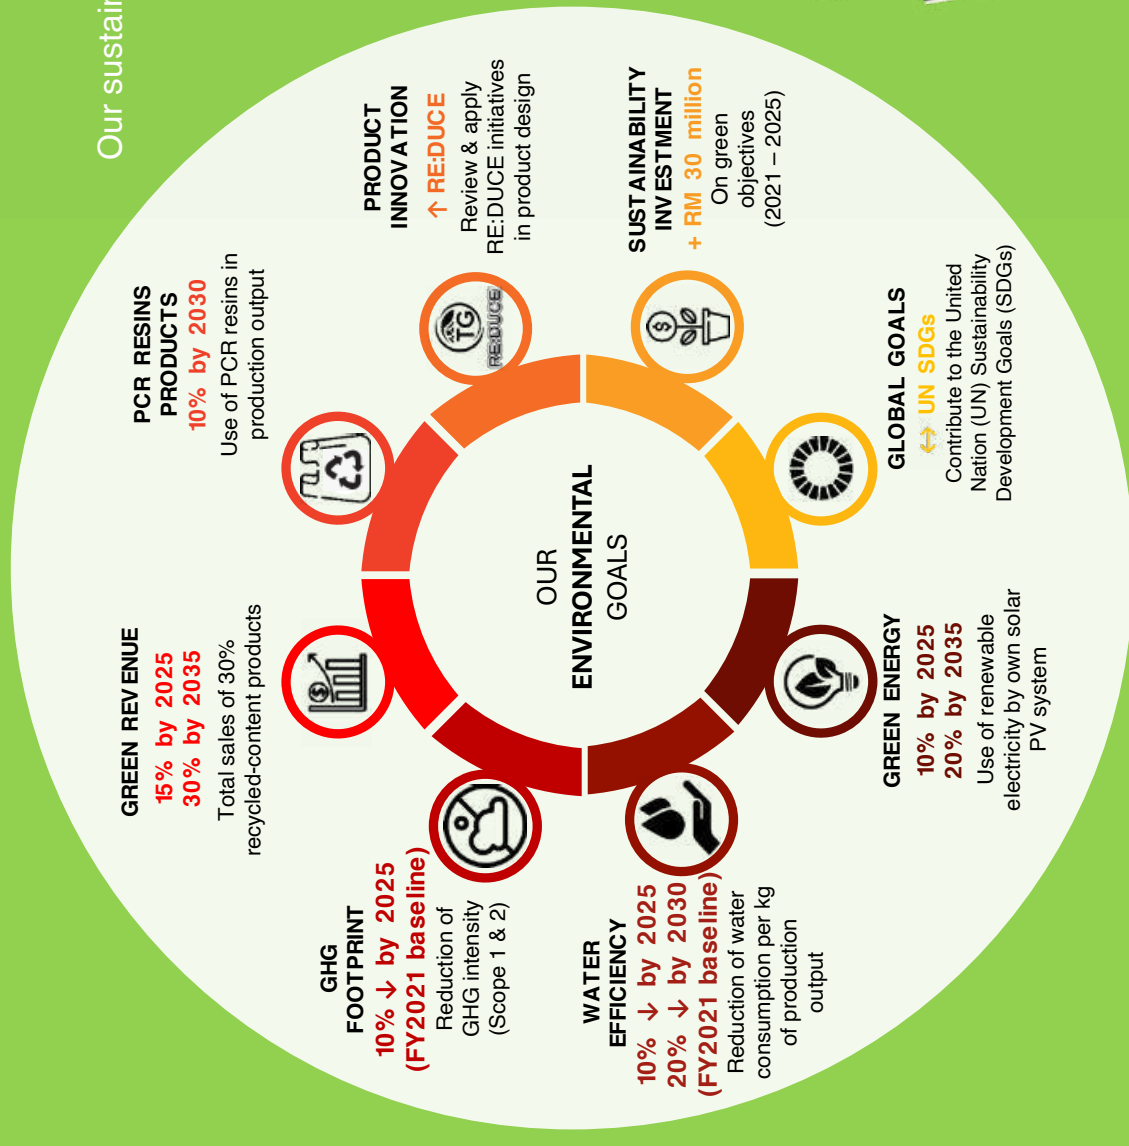 Our sustain
OUR
ENVIRONMENTAL
GOALS
GREEN REVENUE
15% by 2025
30% by 2035
Total sales of 30%
recycled-content products
PCR RESINS
PRODUCTS
10% by 2030
Use of PCR resins in
production output
PRODUCT
INNOVATION
↑ RE:DUCE
Review & apply
RE:DUCE initiatives
in product design
TG
RE:DUCE
SUSTAINABILITY
INVESTMENT
+ RM 30 million
On green
objectives
(2021 – 2025)
GLOBAL GOALS
↔ UN SDGs
Contribute to the United
Nation (UN) Sustainability
Development Goals (SDGs)
GREEN ENERGY
10% by 2025
20% by 2035
Use of renewable
electricity by own solar
PV system
WATER
EFFICIENCY
10% ↓ by 2025
20% ↓ by 2030
(FY2021 baseline)
Reduction of water
consumption per kg
of production
output
GHG
FOOTPRINT
10% ↓ by 2025
(FY2021 baseline)
Reduction of
GHG intensity
(Scope 1 & 2)